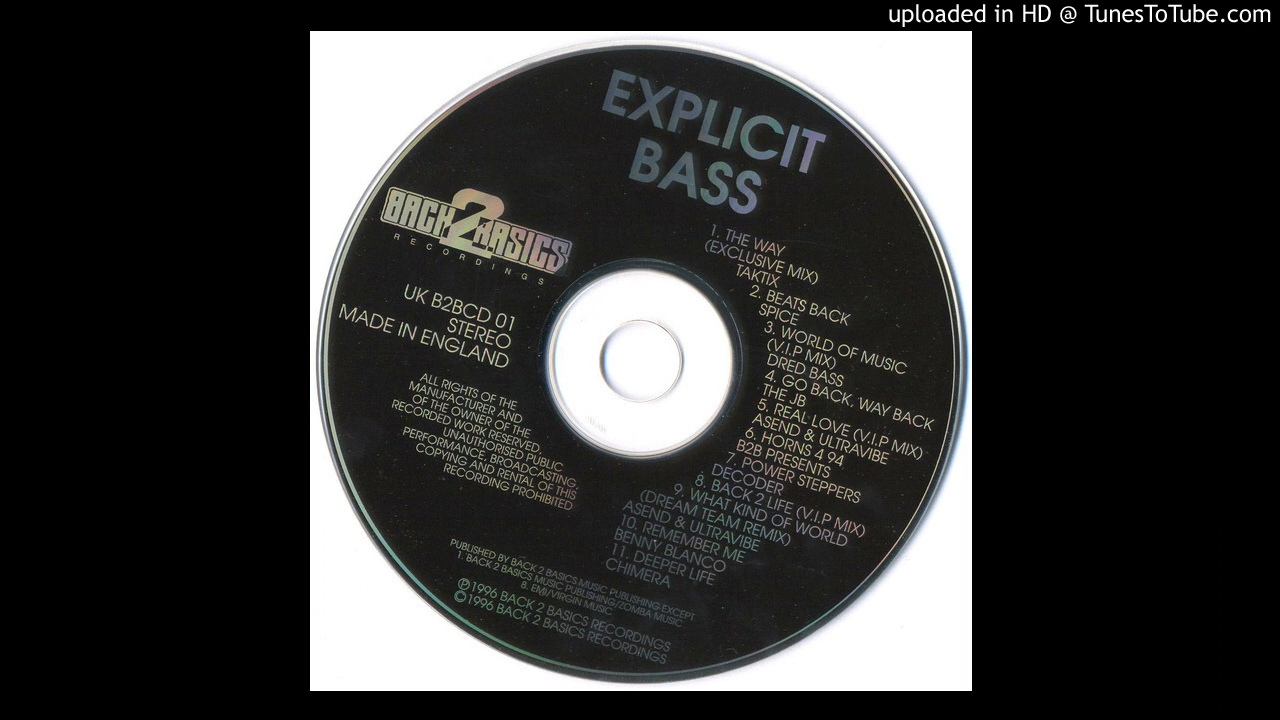 uploaded in HD @ TunesToTube.com
EXPLICIT
BASS
BACK 2 BASICS
RECORDINGS
UK B2BCD 01
STEREO
MADE IN ENGLAND
ALL RIGHTS OF THE
MANUFACTURER AND
OF THE OWNER OF THE
RECORDED WORK RESERVED.
UNAUTHORISED PUBLIC
PERFORMANCE, BROADCASTING,
COPYING AND RENTAL OF THIS
RECORDING PROHIBITED
1. THE WAY
(EXCLUSIVE MIX)
TAKTIX
2. BEATS BACK
SPICE
3. WORLD OF MUSIC
(V.I.P MIX)
DRED BASS
4. GO BACK, WAY BACK
THE JB
5. REAL LOVE (V.I.P MIX)
ASEND & ULTRAVIBE
6. HORNS 4 94
B2B PRESENTS
7. POWER STEPPERS
DECODER
8. BACK 2 LIFE (V.I.P MIX)
9. WHAT KIND OF WORLD
(DREAM TEAM REMIX)
ASEND & ULTRAVIBE
10. REMEMBER ME
BENNY BLANCO
11. DEEPER LIFE
CHIMERA
PUBLISHED BY BACK 2 BASICS MUSIC PUBLISHING EXCEPT
1. BACK 2 BASICS MUSIC PUBLISHING/ZOMBA MUSIC
8. EMI/VIRGIN MUSIC
℗1996 BACK 2 BASICS RECORDINGS
©1996 BACK 2 BASICS RECORDINGS